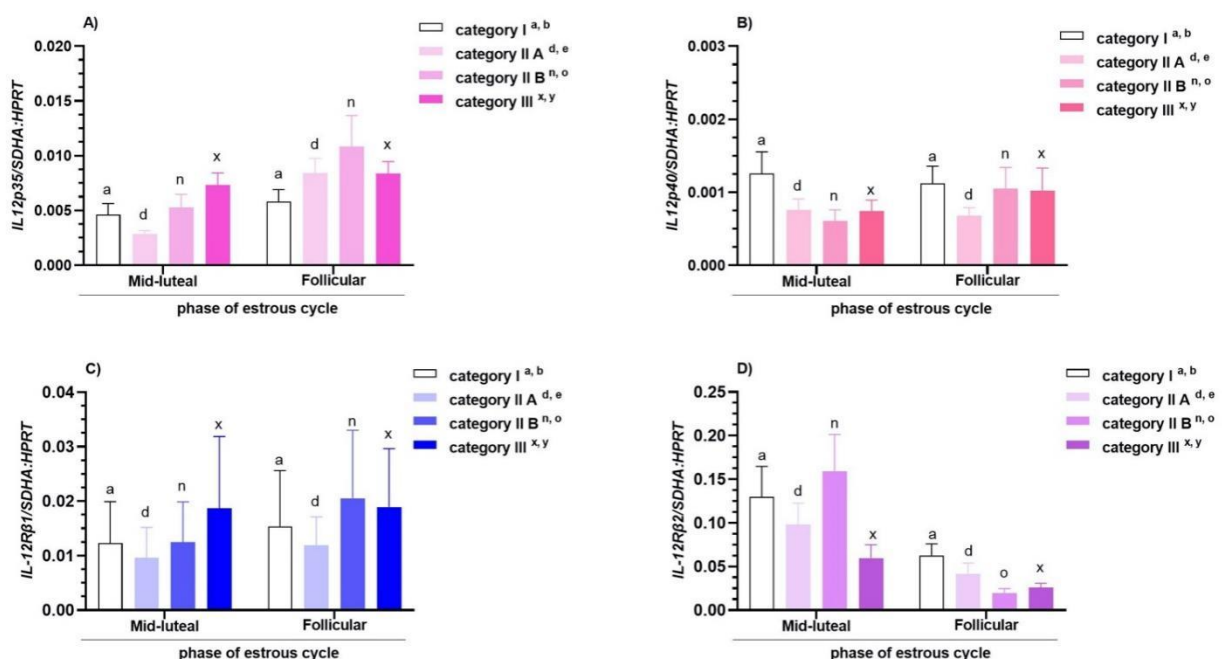 A)
category I a, b
category II A d, e
category II B n, o
category III x, y
IL12p35/SDHA:HPRT
0.020
0.015
0.010
0.005
0.000
a
d
n
x
a
d
n
x
Mid-luteal
Follicular
phase of estrous cycle
B)
category I a, b
category II A d, e
category II B n, o
category III x, y
IL12p40/SDHA:HPRT
0.003
0.002
0.001
0.000
a
d
n
x
a
d
n
x
Mid-luteal
Follicular
phase of estrous cycle
C)
category I a, b
category II A d, e
category II B n, o
category III x, y
IL-12Rβ1/SDHA:HPRT
0.04
0.03
0.02
0.01
0.00
a
d
n
x
a
d
n
x
Mid-luteal
Follicular
phase of estrous cycle
D)
category I a, b
category II A d, e
category II B n, o
category III x, y
IL-12Rβ2/SDHA:HPRT
0.25
0.20
0.15
0.10
0.05
0.00
a
d
n
x
a
d
o
x
Mid-luteal
Follicular
phase of estrous cycle